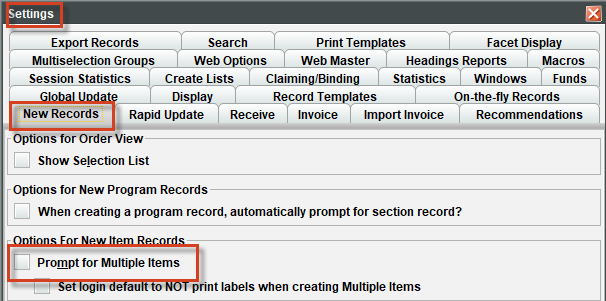 Settings
Export Records Search Print Templates Facet Display
Multiselection Groups Web Options Web Master Headings Reports Macros
Session Statistics Create Lists Claiming/Binding Statistics Windows Funds
Global Update Display Record Templates On-the-fly Records
New Records Rapid Update Receive Invoice Import Invoice Recommendations
Options for Order View
Show Selection List
Options for New Program Records
When creating a program record, automatically prompt for section record?
Options For New Item Records
Prompt for Multiple Items
Set login default to NOT print labels when creating Multiple Items